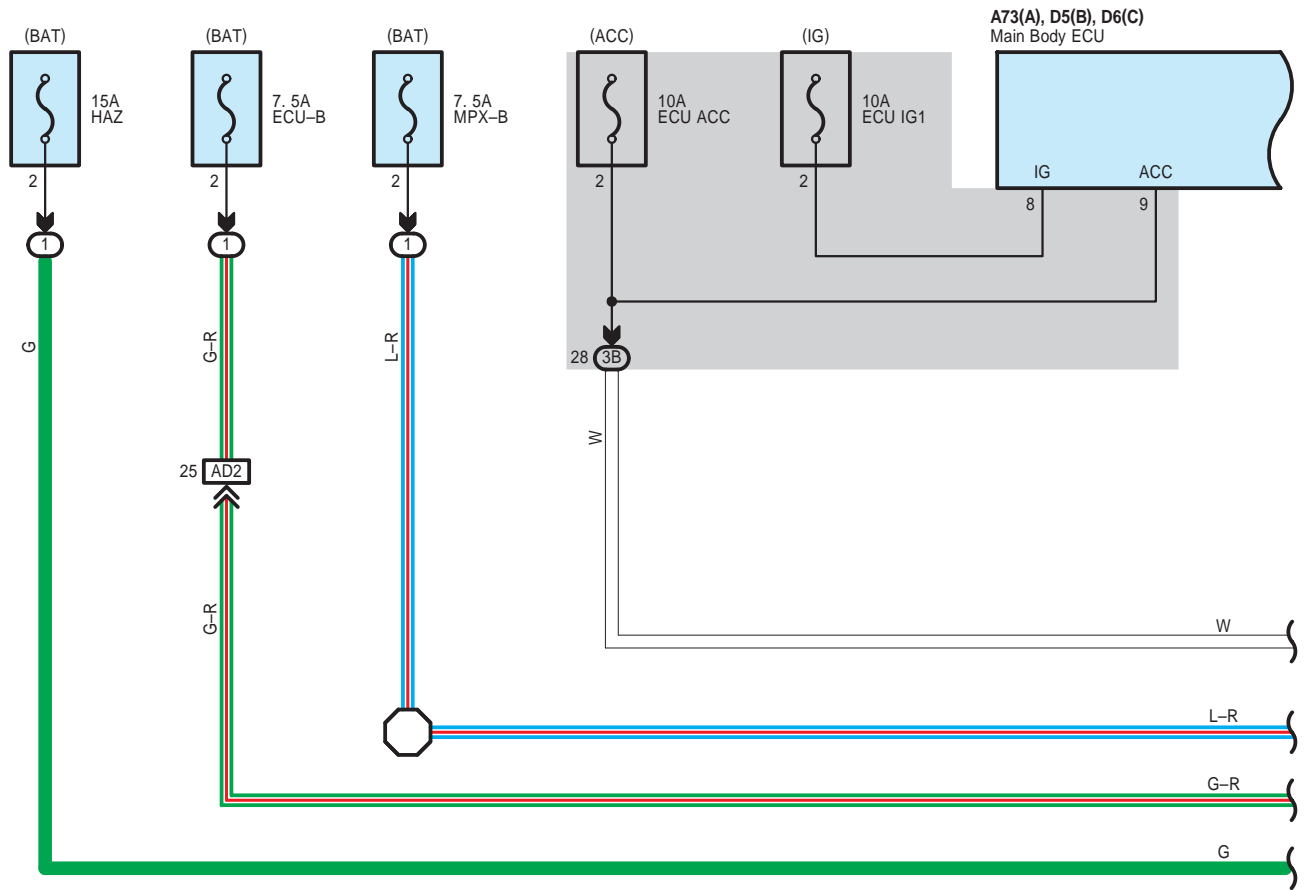 A73(A), D5(B), D6(C)
Main Body ECU
(BAT)
(BAT)
(BAT)
(ACC)
(IG)
15A
HAZ
7. 5A
ECU–B
7. 5A
MPX–B
10A
ECU ACC
10A
ECU IG1
IG
ACC
2
2
2
2
2
8
9
1
1
1
28
3B
G
G–R
L–R
W
25
AD2
G–R
W
L–R
G–R
G